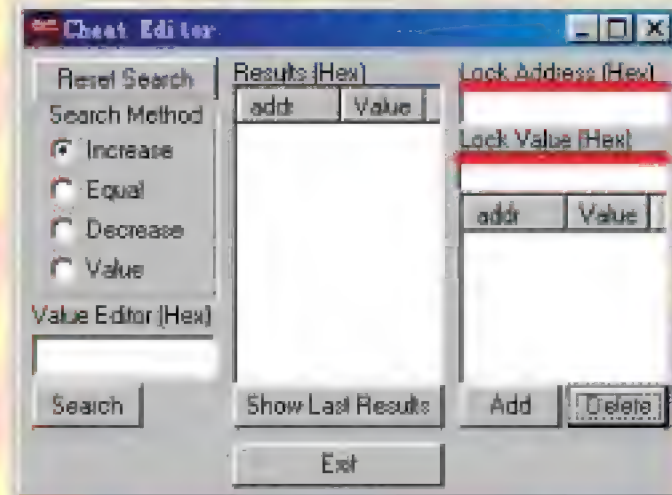 Cheat Editor
Reset Search
Search Method
Increase
Equal
Decrease
Value
Value Editor (Hex)
Search
Results (Hex)
addr Value
Show Last Results
Exit
Lock Address (Hex)
Lock Value (Hex)
addr Value
Add Delete